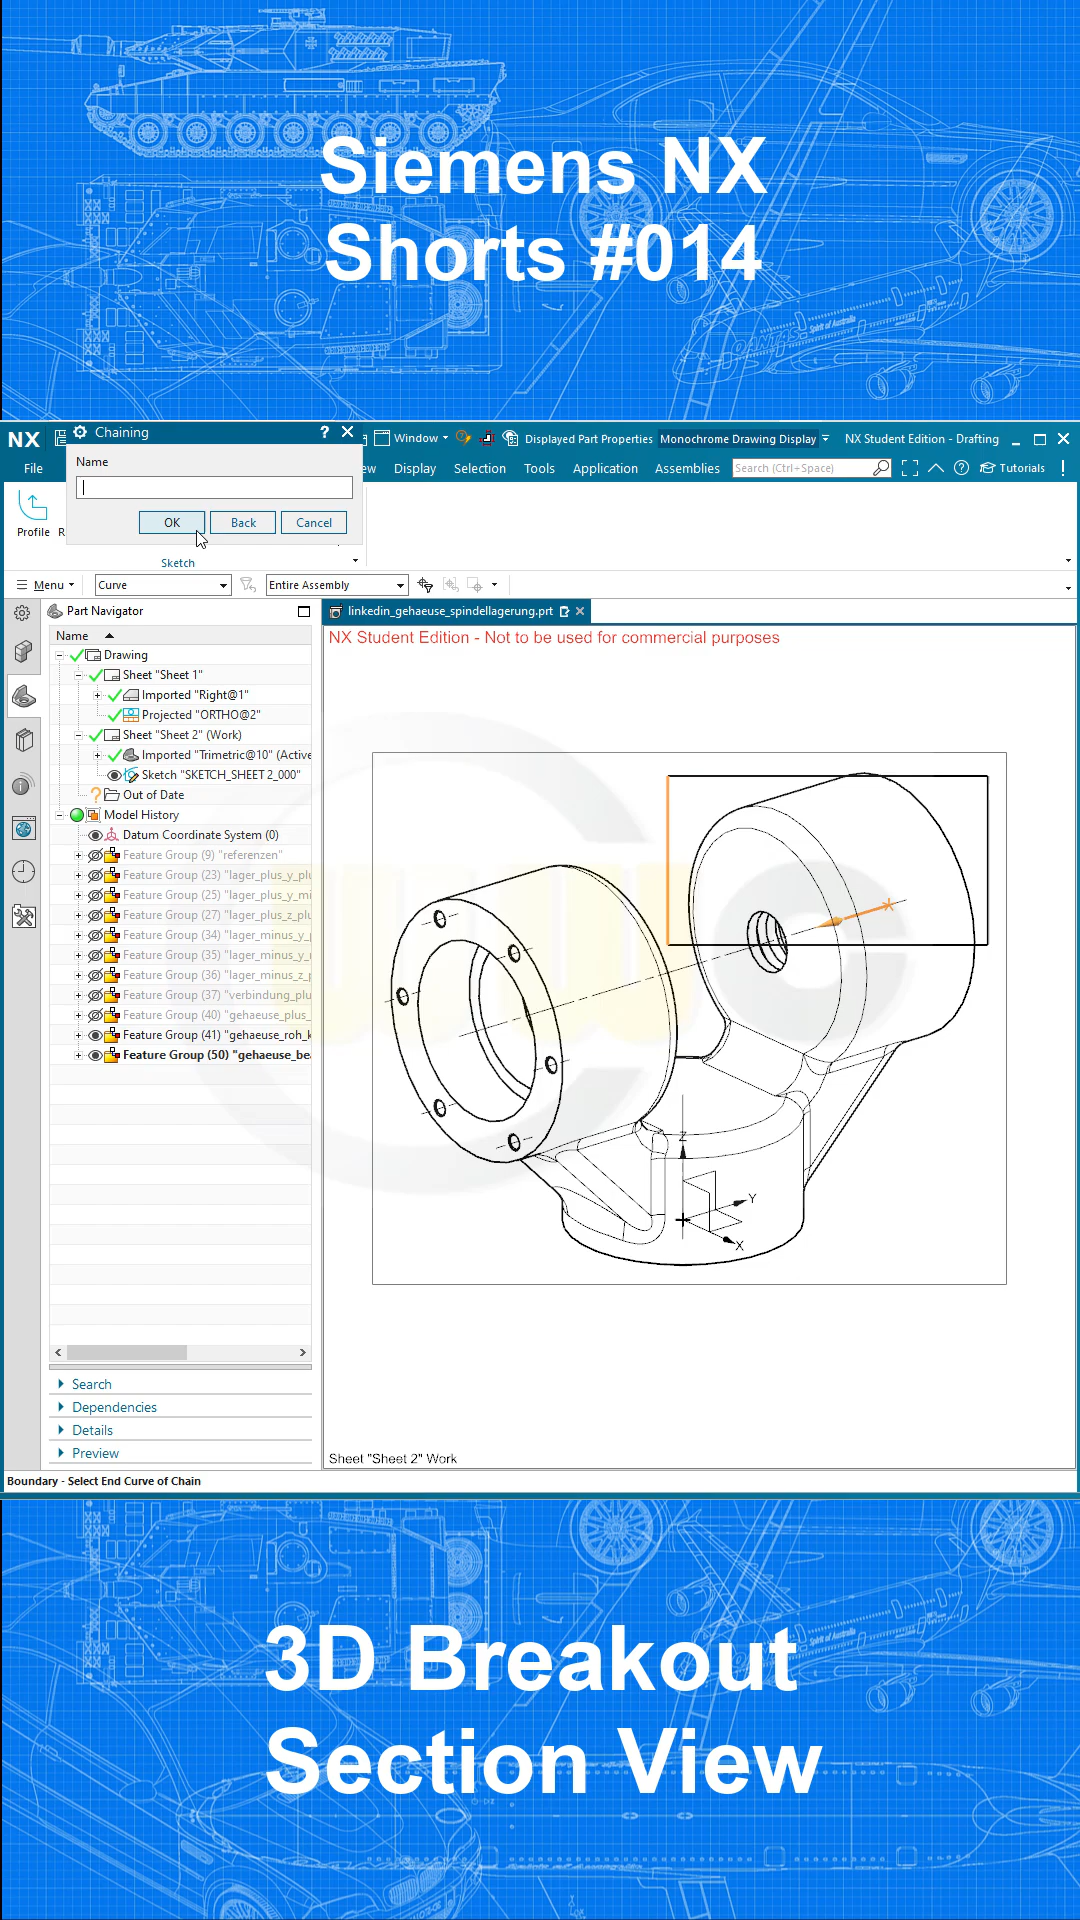 Siemens NX
Shorts #014
NX
Chaining
?
Window
Displayed Part Properties
Monochrome Drawing Display
NX Student Edition - Drafting
File
Display
Selection
Tools
Application
Assemblies
Search (Ctrl+Space)
Tutorials
Name
OK
Back
Cancel
Profile
Sketch
Menu
Curve
Entire Assembly
Part Navigator
linkedin_gehaeuse_spindellagerung.prt
Name
NX Student Edition - Not to be used for commercial purposes
Drawing
Sheet "Sheet 1"
Imported "Right@1"
Projected "ORTHO@2"
Sheet "Sheet 2" (Work)
Imported "Trimetric@10" (Active
Sketch "SKETCH_SHEET 2_000"
Out of Date
Model History
Datum Coordinate System (0)
Feature Group (9) "referenzen"
Feature Group (23) "lager_plus_y_plu
Feature Group (25) "lager_plus_y_mi
Feature Group (27) "lager_plus_z_plu
Feature Group (34) "lager_minus_y_p
Feature Group (35) "lager_minus_y_
Feature Group (36) "lager_minus_z_p
Feature Group (37) "verbindung_plu
Feature Group (40) "gehaeuse_plus_
Feature Group (41) "gehaeuse_roh_k
Feature Group (50) "gehaeuse_bea
Z
Y
X
Search
Dependencies
Details
Preview
Sheet "Sheet 2" Work
Boundary - Select End Curve of Chain
3D Breakout
Section View